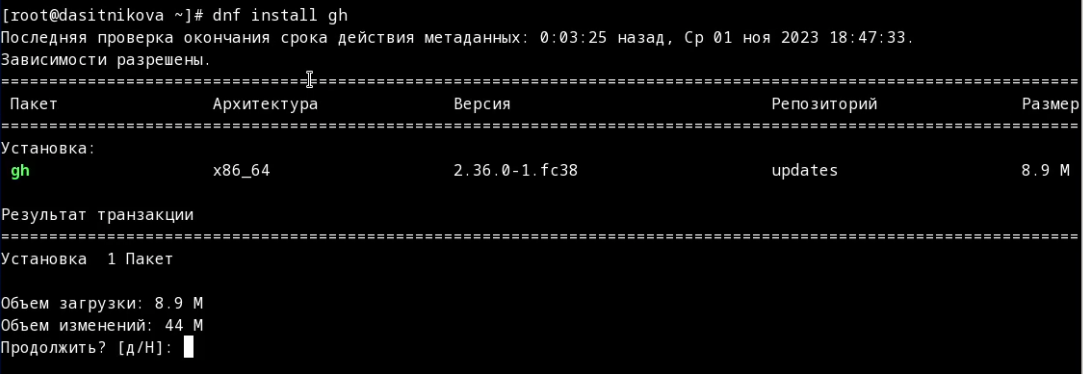 [root@dasitnikova ~]# dnf install gh
Последняя проверка окончания срока действия метаданных: 0:03:25 назад, Ср 01 ноя 2023 18:47:33.
Зависимости разрешены.
================================================================================================================
Пакет Архитектура Версия Репозиторий Размер
================================================================================================================
Установка:
gh x86_64 2.36.0-1.fc38 updates 8.9 M
Результат транзакции
================================================================================================================
Установка 1 Пакет
Объем загрузки: 8.9 M
Объем изменений: 44 M
Продолжить? [д/Н]: